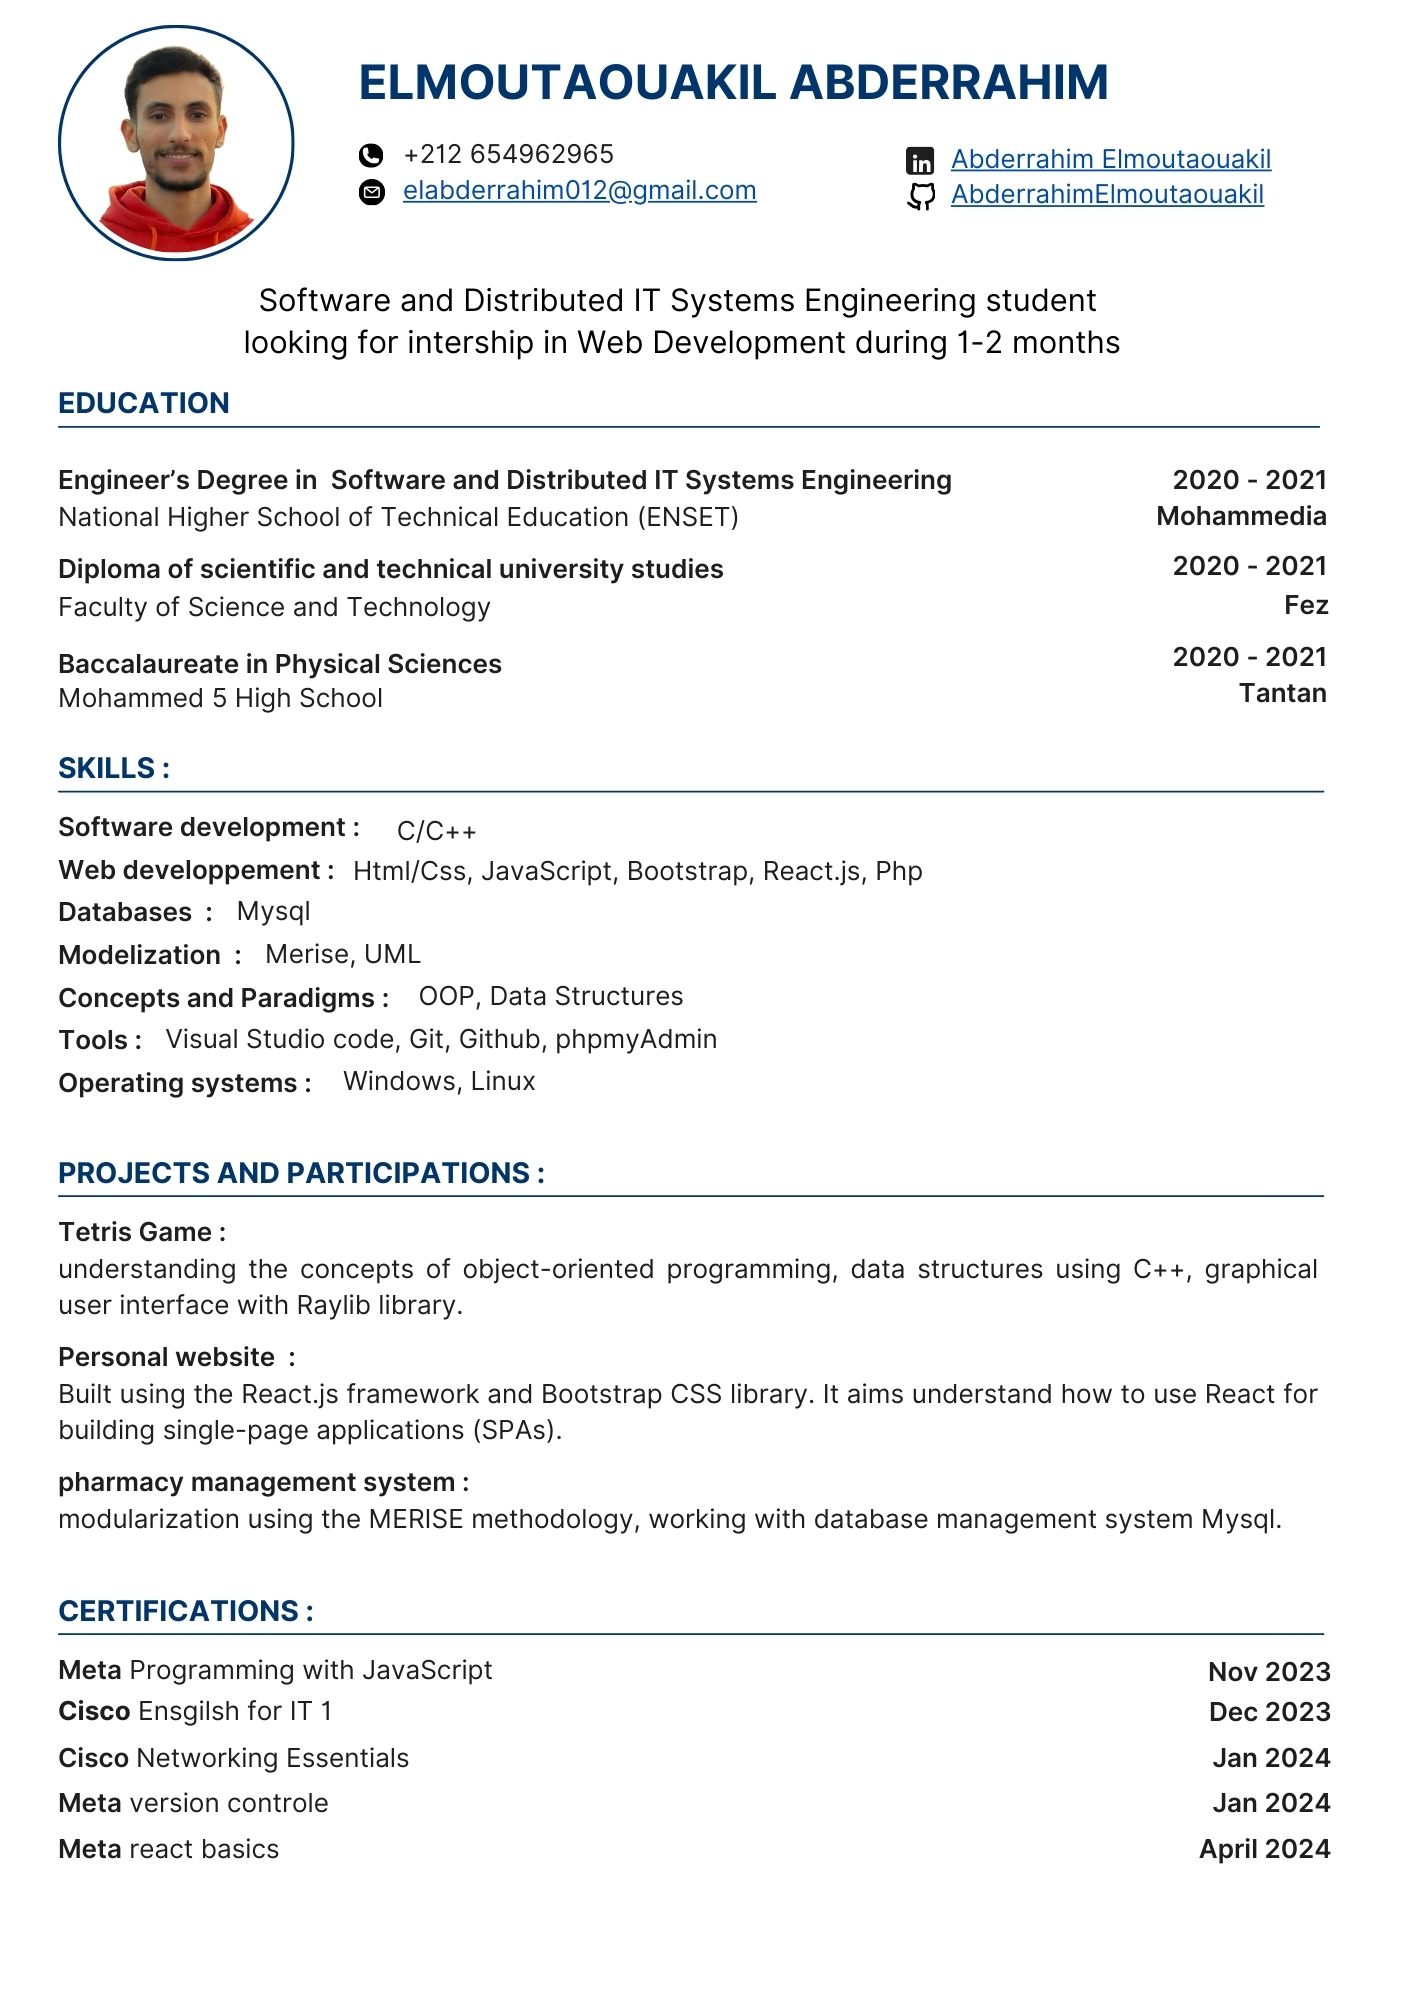 ELMOUTAOUAKIL ABDERRAHIM
+212 654962965
elabderrahim012@gmail.com
in Abderrahim Elmoutaouakil
AbderrahimElmoutaouakil
Software and Distributed IT Systems Engineering student
looking for intership in Web Development during 1-2 months
EDUCATION
Engineer’s Degree in  Software and Distributed IT Systems Engineering 2020 - 2021
National Higher School of Technical Education (ENSET) Mohammedia
Diploma of scientific and technical university studies 2020 - 2021
Faculty of Science and Technology Fez
Baccalaureate in Physical Sciences 2020 - 2021
Mohammed 5 High School Tantan
SKILLS :
Software development : C/C++
Web developpement : Html/Css, JavaScript, Bootstrap, React.js, Php
Databases : Mysql
Modelization : Merise, UML
Concepts and Paradigms : OOP, Data Structures
Tools : Visual Studio code, Git, Github, phpmyAdmin
Operating systems : Windows, Linux
PROJECTS AND PARTICIPATIONS :
Tetris Game :
understanding the concepts of object-oriented programming, data structures using C++, graphical
user interface with Raylib library.
Personal website :
Built using the React.js framework and Bootstrap CSS library. It aims understand how to use React for
building single-page applications (SPAs).
pharmacy management system :
modularization using the MERISE methodology, working with database management system Mysql.
CERTIFICATIONS :
Meta Programming with JavaScript Nov 2023
Cisco Ensgilsh for IT 1 Dec 2023
Cisco Networking Essentials Jan 2024
Meta version controle Jan 2024
Meta react basics April 2024